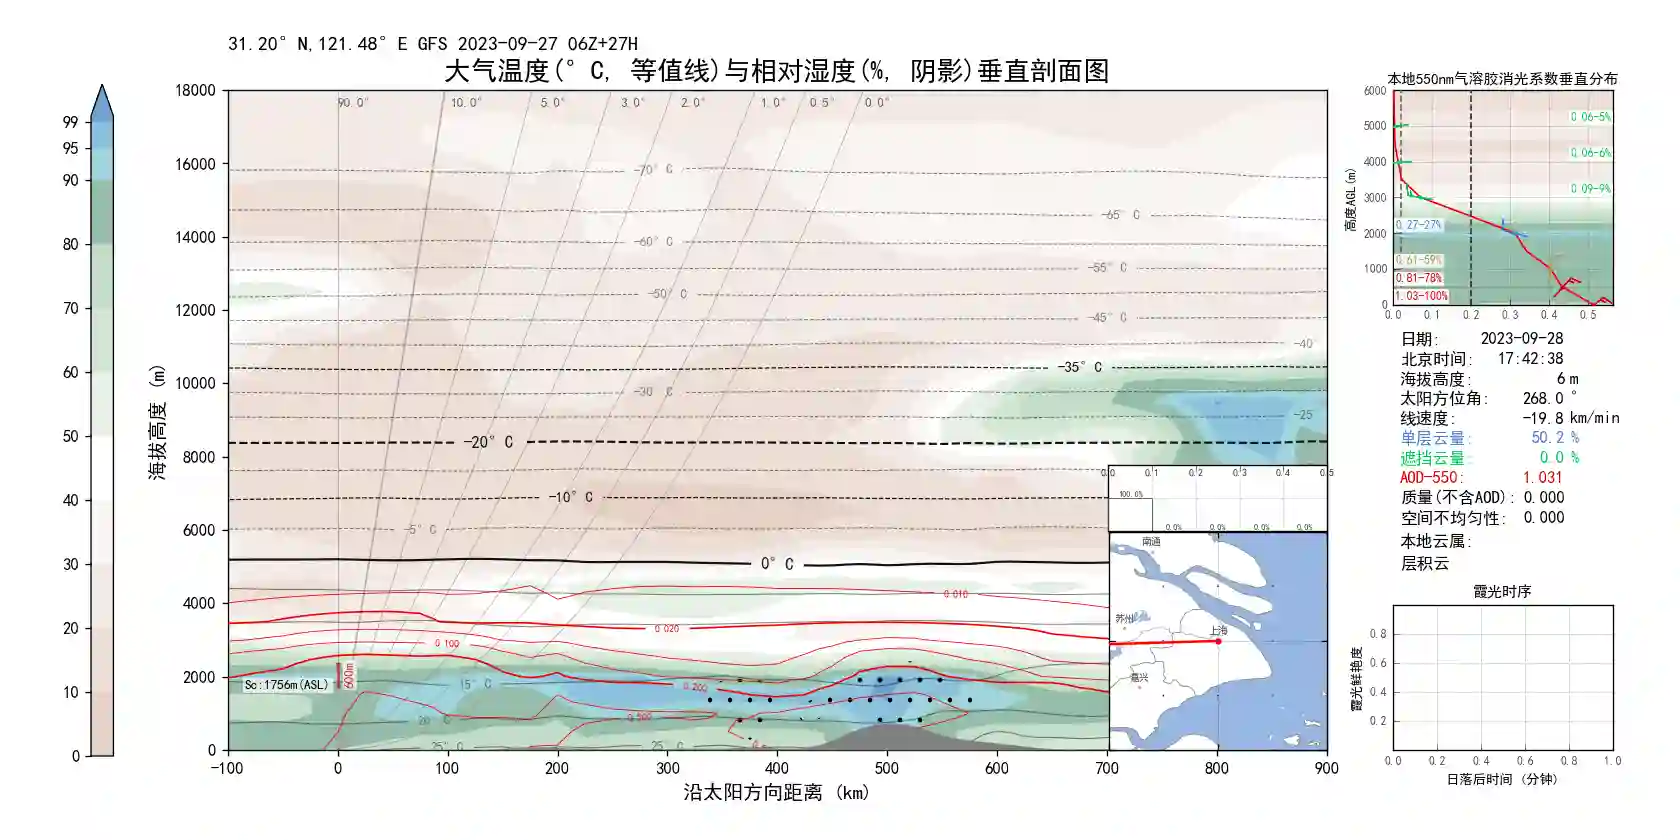 31.20°N,121.48°E GFS 2023-09-27 06Z+27H
大气温度(°C, 等值线)与相对湿度(%, 阴影)垂直剖面图
99
95
90
80
70
60
50
40
30
20
10
0
海拔高度 (m)
18000
16000
14000
12000
10000
8000
6000
4000
2000
0
90.0° 10.0° 5.0° 3.0° 2.0° 1.0° 0.5° 0.0°
-70°C
-65°C
-60°C
-55°C
-50°C
-45°C
-40
-35°C
-30°C
-25
-20°C
-10°C
-5°C
0°C
0.010
0.020
0.100
Sc:1756m(ASL)
600m
15°C
0.200
0.500
20°C
25°C
25°C
-100 0 100 200 300 400 500 600 700 800 900
沿太阳方向距离 (km)
0.0 0.1 0.2 0.3 0.4 0.5
100.0%
0.0% 0.0% 0.0% 0.0%
南通
苏州
上海
嘉兴
本地550nm气溶胶消光系数垂直分布
高度AGL(m)
6000
5000
4000
3000
2000
1000
0
0.06-5%
0.06-6%
0.09-9%
0.27-27%
0.61-59%
0.81-78%
1.03-100%
0.0 0.1 0.2 0.3 0.4 0.5
日期: 2023-09-28
北京时间: 17:42:38
海拔高度: 6 m
太阳方位角: 268.0 °
线速度: -19.8 km/min
单层云量: 50.2 %
遮挡云量: 0.0 %
AOD-550: 1.031
质量(不含AOD): 0.000
空间不均匀性: 0.000
本地云属:
层积云
霞光时序
霞光鲜艳度
0.8
0.6
0.4
0.2
0.0 0.2 0.4 0.6 0.8 1.0
日落后时间 (分钟)